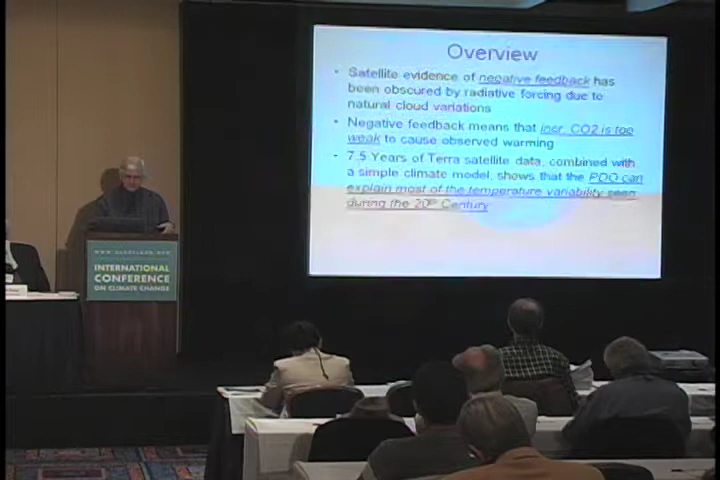 Overview
• Satellite evidence of negative feedback has
been obscured by radiative forcing due to
natural cloud variations
• Negative feedback means that incr. CO2 is too
weak to cause observed warming
• 7.5 Years of Terra satellite data, combined with
a simple climate model, shows that the PDO can
explain most of the temperature variability seen
during the 20th Century
INTERNATIONAL
CONFERENCE
ON CLIMATE CHANGE